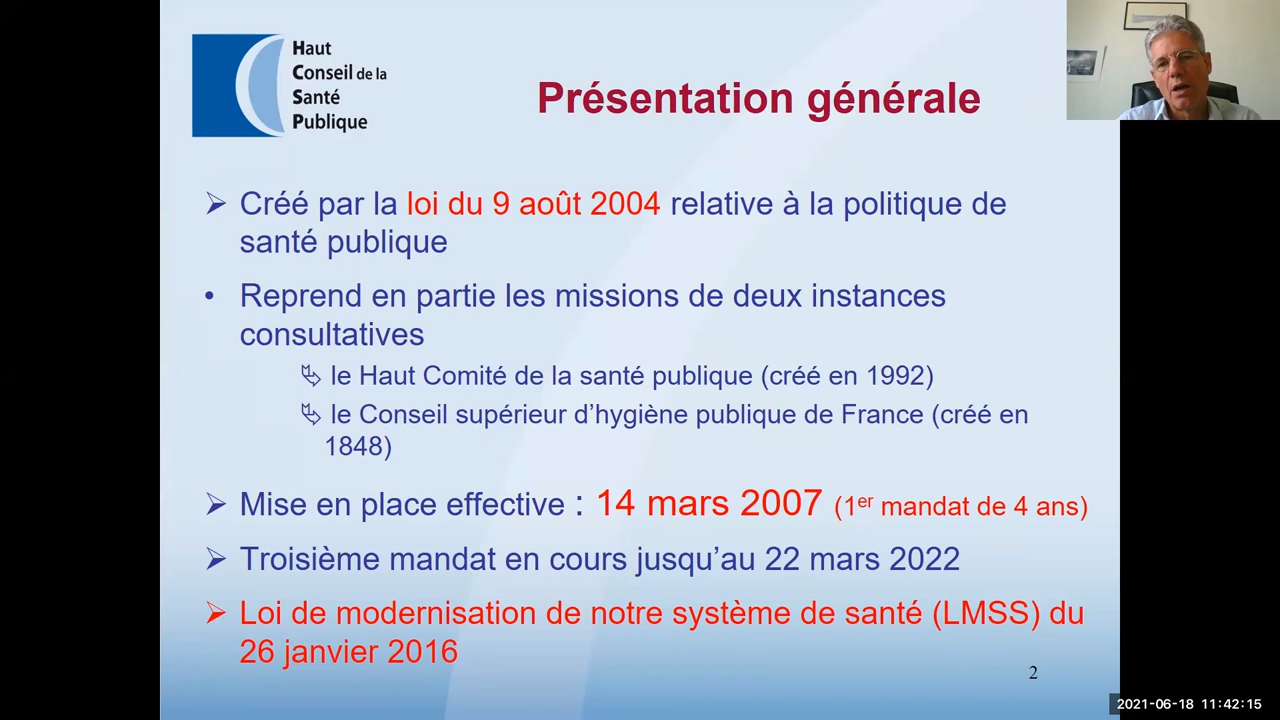 Haut
Conseil de la
Santé
Publique
Présentation générale
➢ Créé par la loi du 9 août 2004 relative à la politique de
santé publique
• Reprend en partie les missions de deux instances
consultatives
le Haut Comité de la santé publique (créé en 1992)
le Conseil supérieur d’hygiène publique de France (créé en
1848)
➢ Mise en place effective : 14 mars 2007 (1er mandat de 4 ans)
➢ Troisième mandat en cours jusqu’au 22 mars 2022
➢ Loi de modernisation de notre système de santé (LMSS) du
26 janvier 2016
2
2021-06-18 11:42:15